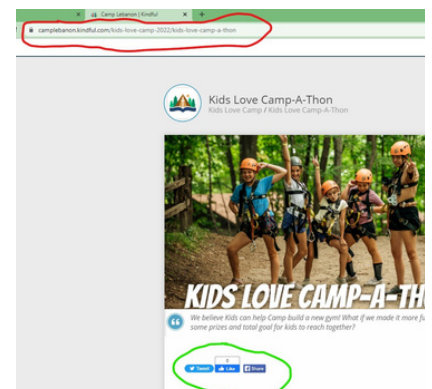 Camp Lebanon | Kindful
camplebanon.kindful.com/kids-love-camp-2022/kids-love-camp-a-thon
Kids Love Camp-A-Thon
Kids Love Camp / Kids Love Camp-A-Thon
KIDS LOVE CAMP-A-TH
We believe Kids can help Camp build a new gym! What if we made it more fu
some prizes and total goal for kids to reach together?
0
Tweet Like Share